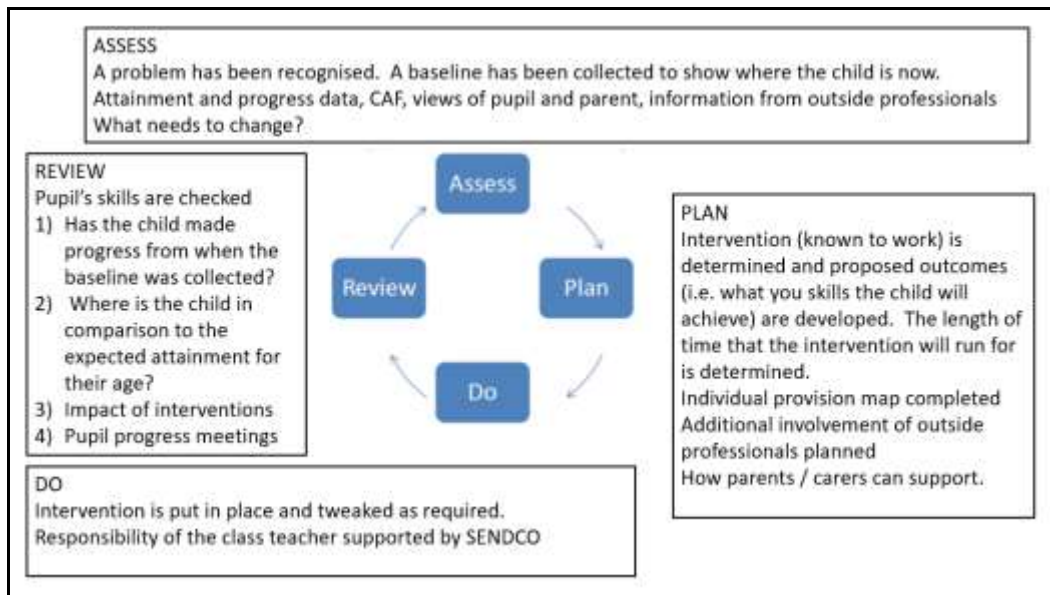 ASSESS
A problem has been recognised. A baseline has been collected to show where the child is now.
Attainment and progress data, CAF, views of pupil and parent, information from outside professionals
What needs to change?
REVIEW
Pupil's skills are checked
1) Has the child made
progress from when the
baseline was collected?
2) Where is the child in
comparison to the
expected attainment for
their age?
3) Impact of interventions
4) Pupil progress meetings
Assess
Review
Plan
Do
PLAN
Intervention (known to work) is
determined and proposed outcomes
(i.e. what you skills the child will
achieve) are developed. The length of
time that the intervention will run for
is determined.
Individual provision map completed
Additional involvement of outside
professionals planned
How parents / carers can support.
DO
Intervention is put in place and tweaked as required.
Responsibility of the class teacher supported by SENDCO